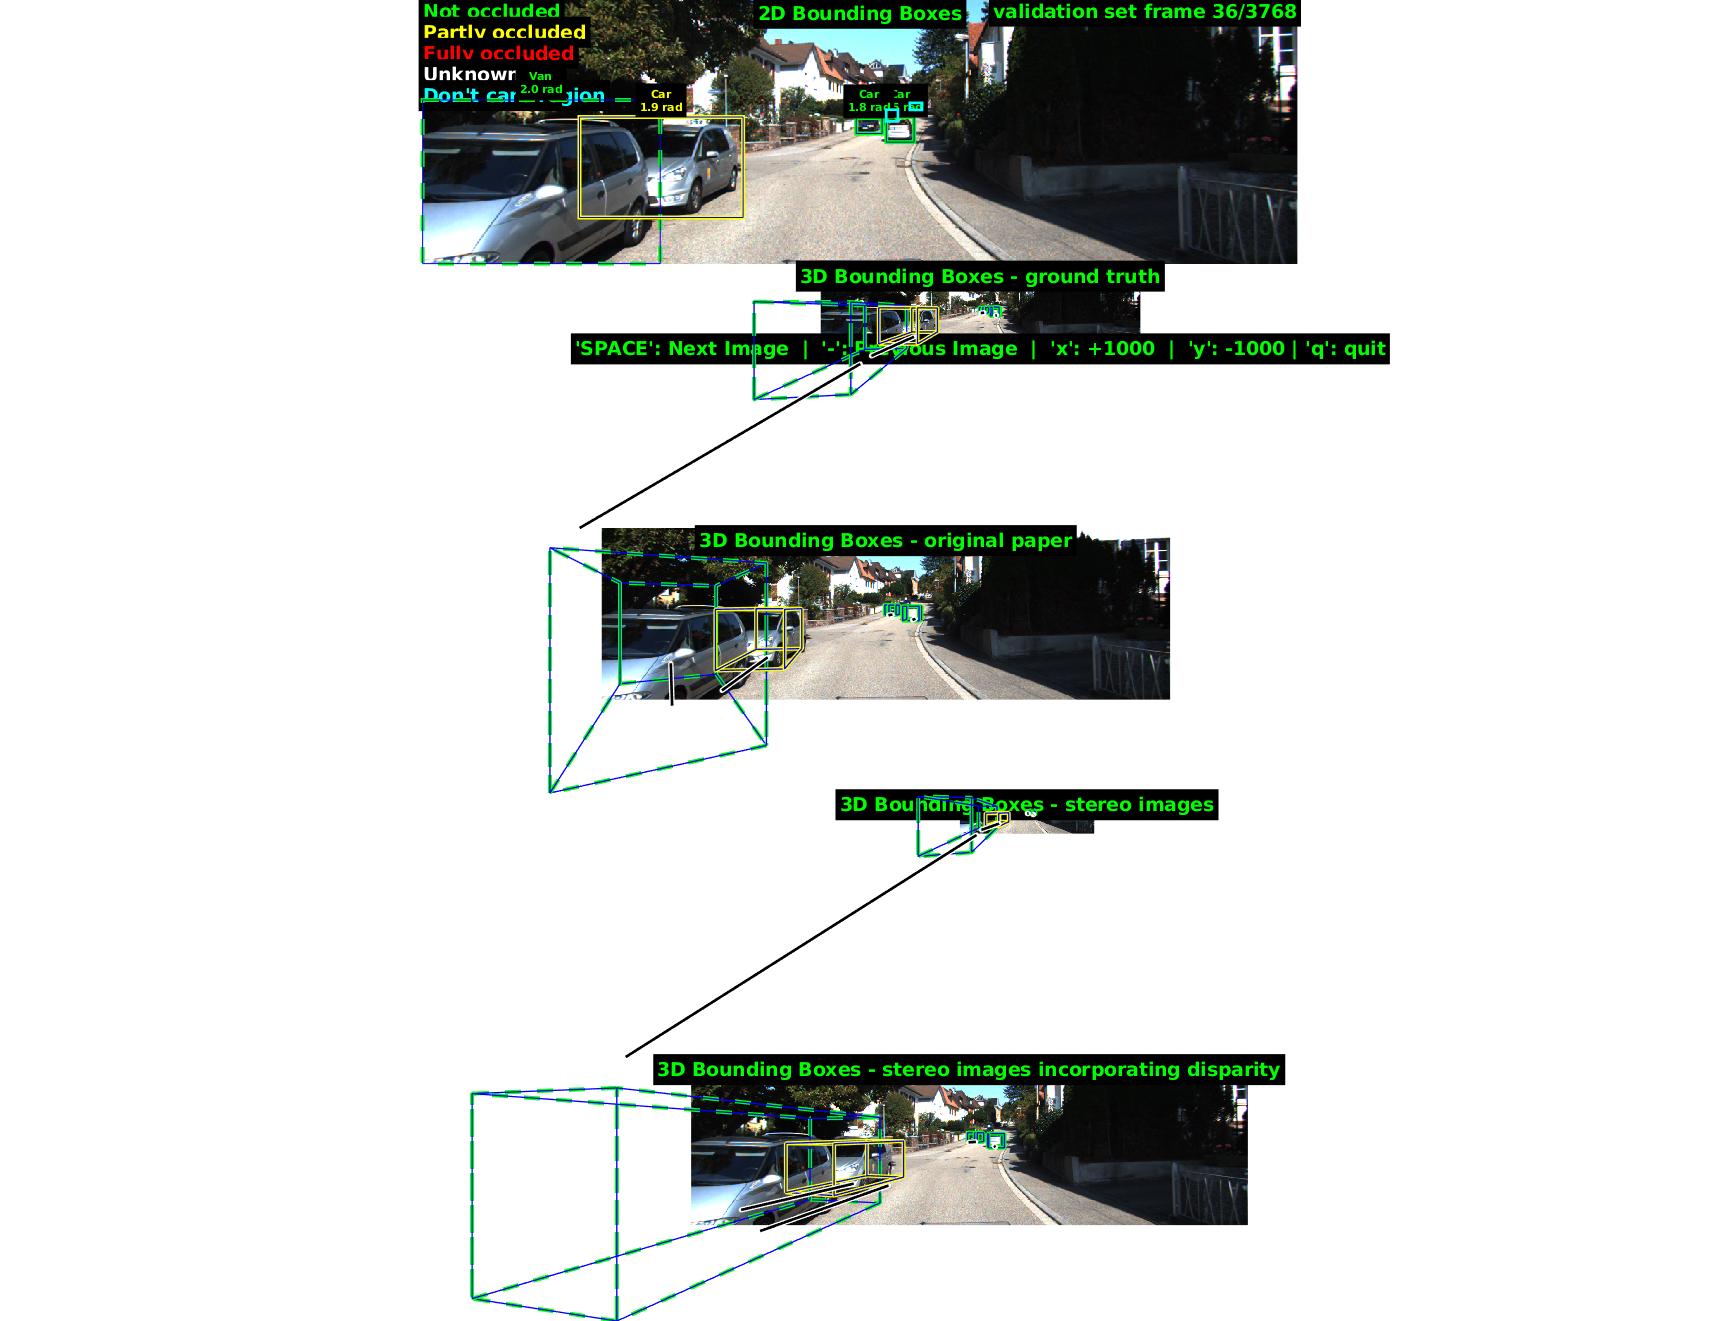 Not occluded
2D Bounding Boxes
validation set frame 36/3768
Partly occluded
Fully occluded
Unknown
Van
2.0 rad
Don't care region
Car
1.9 rad
Car
1.8 rad
Car
rad
3D Bounding Boxes - ground truth
'SPACE': Next Image | '-': Previous Image | 'x': +1000 | 'y': -1000 | 'q': quit
3D Bounding Boxes - original paper
3D Bounding Boxes - stereo images
3D Bounding Boxes - stereo images incorporating disparity